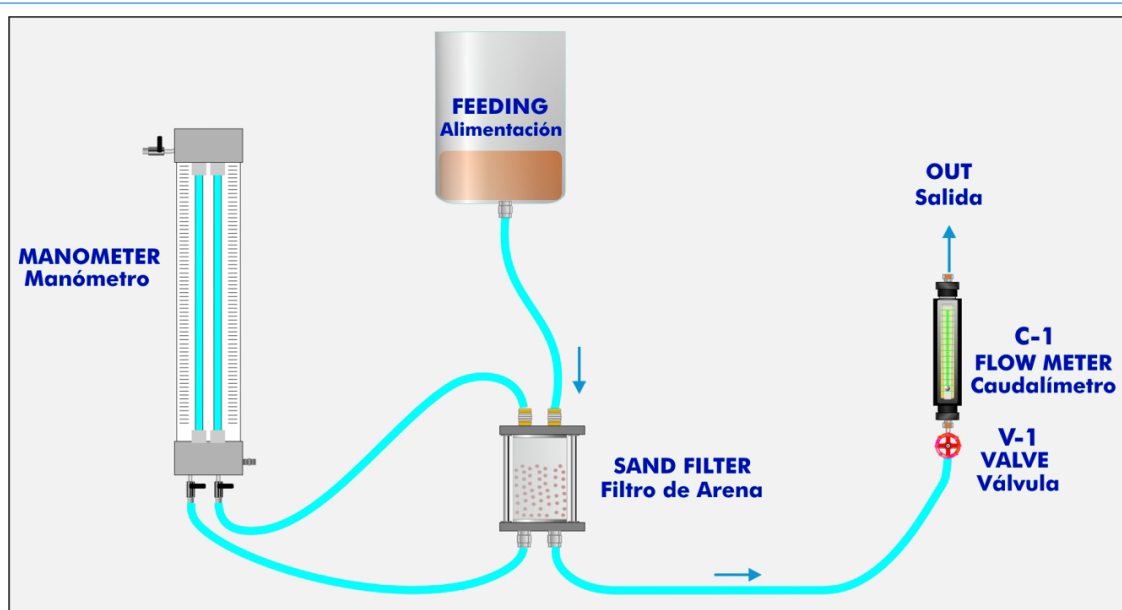 FEEDING
Alimentación
MANOMETER
Manómetro
OUT
Salida
C-1
FLOW METER
Caudalímetro
V-1
VALVE
Válvula
SAND FILTER
Filtro de Arena